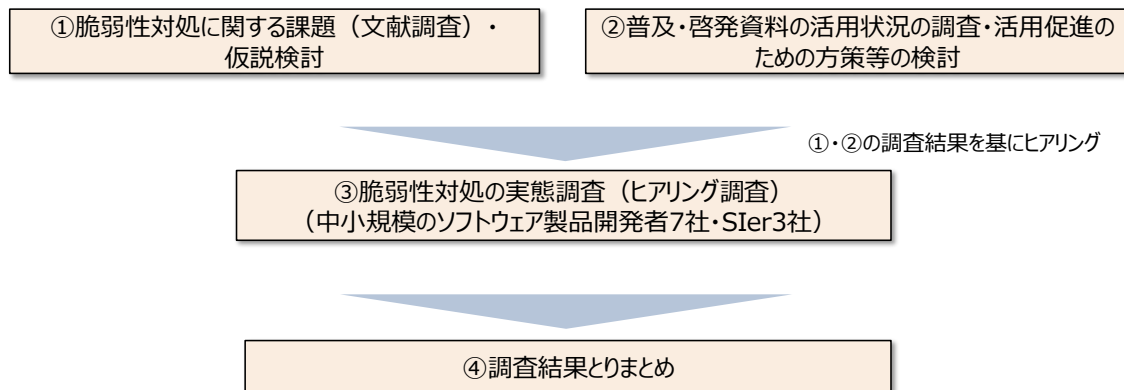 ①脆弱性対処に関する課題（文献調査）・
仮説検討
②普及・啓発資料の活用状況の調査・活用促進の
ための方策等の検討
①・②の調査結果を基にヒアリング
③脆弱性対処の実態調査（ヒアリング調査）
（中小規模のソフトウェア製品開発者7社・SIer3社）
④調査結果とりまとめ